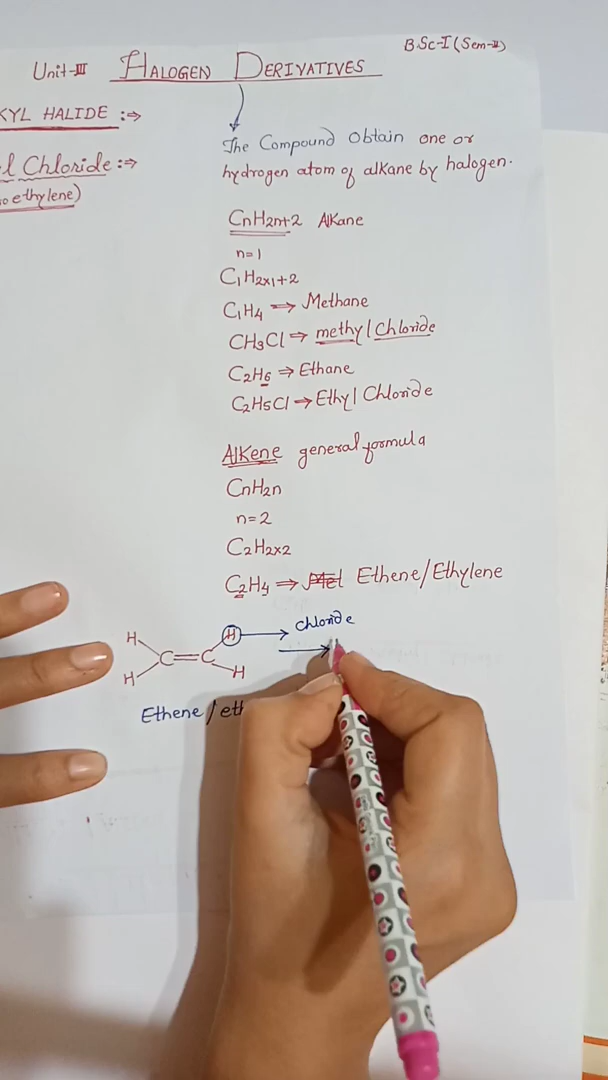 BSc-I (Sem-II)
Unit-III HALOGEN DERIVATIVES
KYL HALIDE :⇒
The Compound Obtain one or
l Chloride :⇒
hydrogen atom of alkane by halogen.
ethylene)
CnH2n+2 Alkane
n=1
C1H2x1+2
C1H4 ⇒ Methane
CH3Cl ⇒ methyl Chloride
C2H6 ⇒ Ethane
C2H5Cl → Ethyl Chloride
Alkene general formula
CnH2n
n=2
C2H2x2
C2H4 ⇒ Ethene/Ethylene
chloride
H H
C=C
H H
Ethene/eth